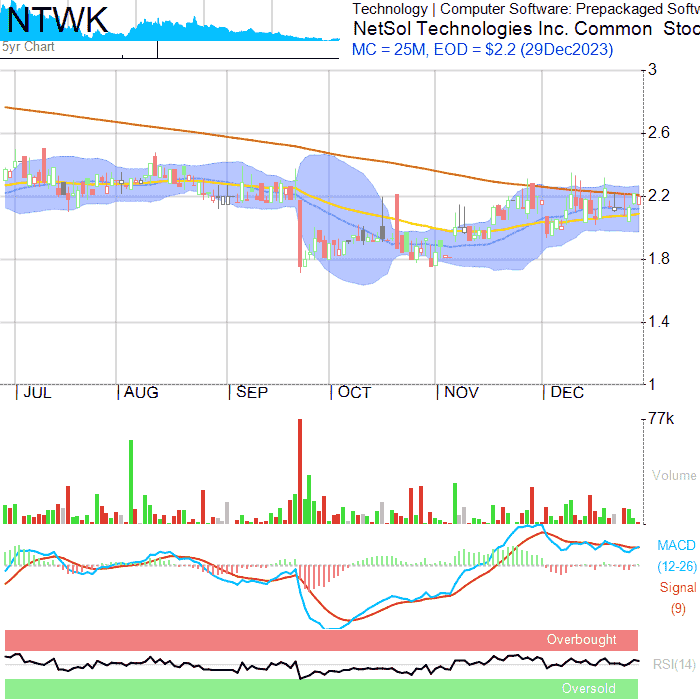 NTWK
5yr Chart
Technology | Computer Software: Prepackaged Softwa
NetSol Technologies Inc. Common Stoc
MC = 25M, EOD = $2.2 (29Dec2023)
3
2.6
2.2
1.8
1.4
1
JUL AUG SEP OCT NOV DEC
77k
Volume
MACD
(12-26)
Signal
(9)
Overbought
RSI(14)
Oversold